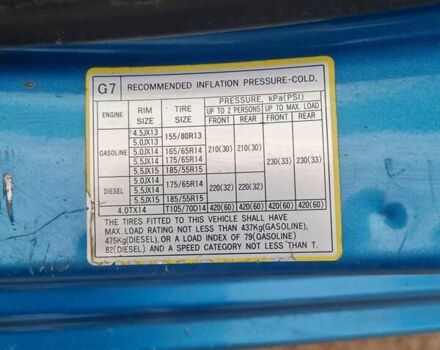 G7 RECOMMENDED INFLATION PRESSURE-COLD.
ENGINE RIM SIZE TIRE SIZE PRESSURE, kPa(PSI)
UP TO 2 PERSONS UP TO MAX. LOAD
FRONT REAR FRONT REAR
GASOLINE 4.5JX13 155/80R13 210(30) 210(30) 230(33) 230(33)
5.0JX13
5.0JX14 165/65R14
5.5JX14 175/65R14
5.5JX15 185/55R15
DIESEL 5.0JX14 175/65R14 220(32) 220(32)
5.5JX14
5.5JX15 185/55R15
4.0TX14 T105/70D14 420(60) 420(60) 420(60) 420(60)
THE TIRES FITTED TO THIS VEHICLE SHALL HAVE
MAX. LOAD RATING NOT LESS THAN 437Kg(GASOLINE),
475Kg(DIESEL), OR A LOAD INDEX OF 79(GASOLINE)
82(DIESEL) AND A SPEED CATEGORY NOT LESS THAN T.